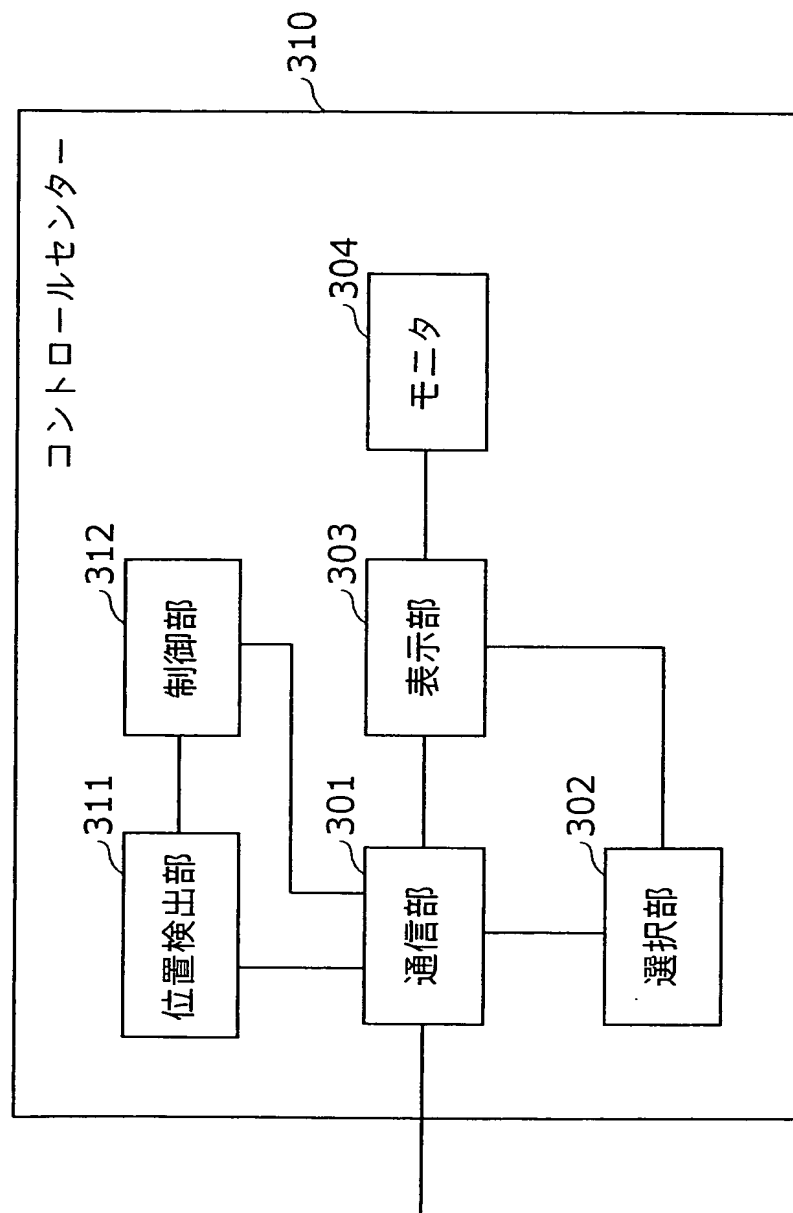 310
コントロールセンター
311
位置検出部
312
制御部
301
通信部
303
表示部
304
モニタ
302
選択部